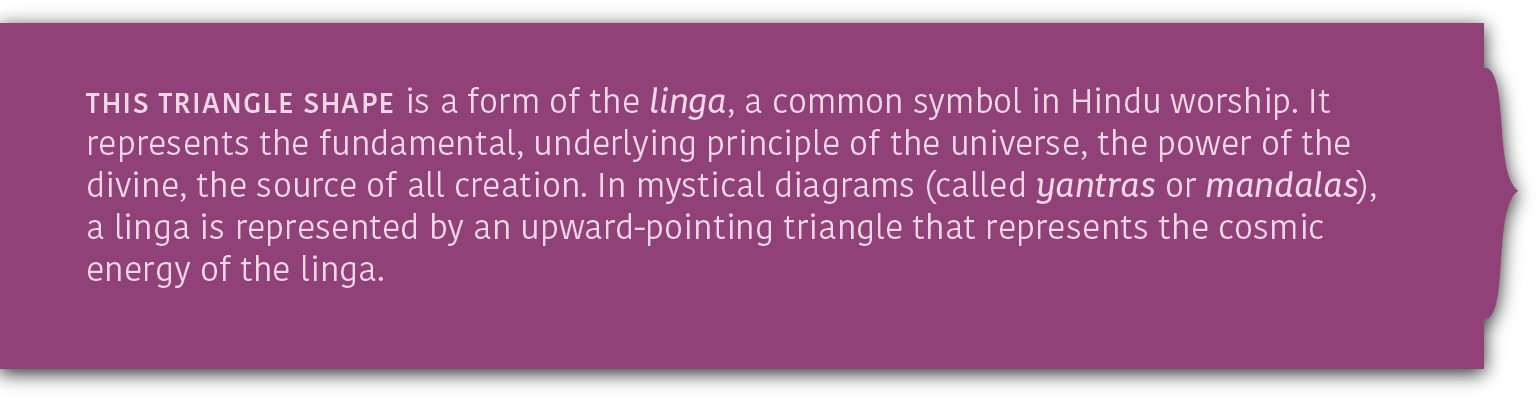 THIS TRIANGLE SHAPE is a form of the linga, a common symbol in Hindu worship. It
represents the fundamental, underlying principle of the universe, the power of the
divine, the source of all creation. In mystical diagrams (called yantras or mandalas),
a linga is represented by an upward-pointing triangle that represents the cosmic
energy of the linga.